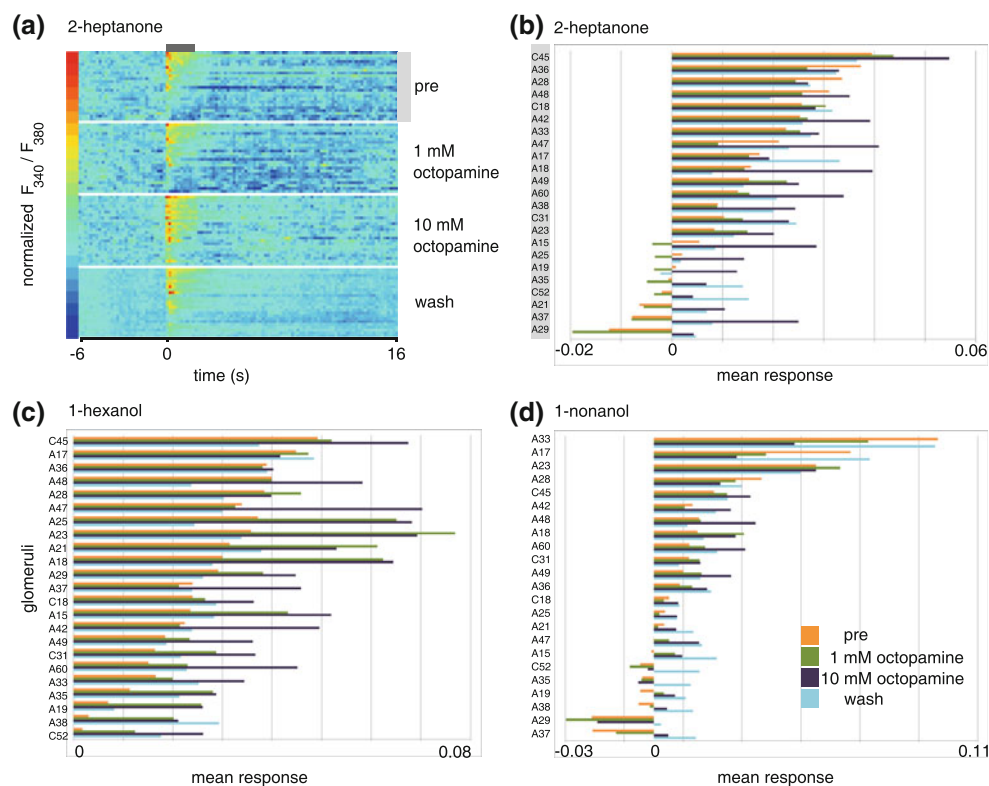 (a) 2-heptanone
normalized F340 / F380
pre
1 mM
octopamine
10 mM
octopamine
wash
-6 0 16
time (s)
(b) 2-heptanone
C45
A36
A28
A48
C18
A42
A33
A47
A17
A18
A49
A60
A38
C31
A23
A15
A25
A19
A35
C52
A21
A37
A29
-0.02 0 0.06
mean response
(c) 1-hexanol
glomeruli
C45
A17
A36
A48
A28
A47
A25
A23
A21
A18
A29
A37
C18
A15
A42
A49
C31
A60
A33
A35
A19
A38
C52
0 0.08
mean response
(d) 1-nonanol
A33
A17
A23
A28
C45
A42
A48
A18
A60
C31
A49
A36
C18
A25
A21
A47
A15
C52
A35
A19
A38
A29
A37
pre
1 mM octopamine
10 mM octopamine
wash
-0.03 0 0.11
mean response